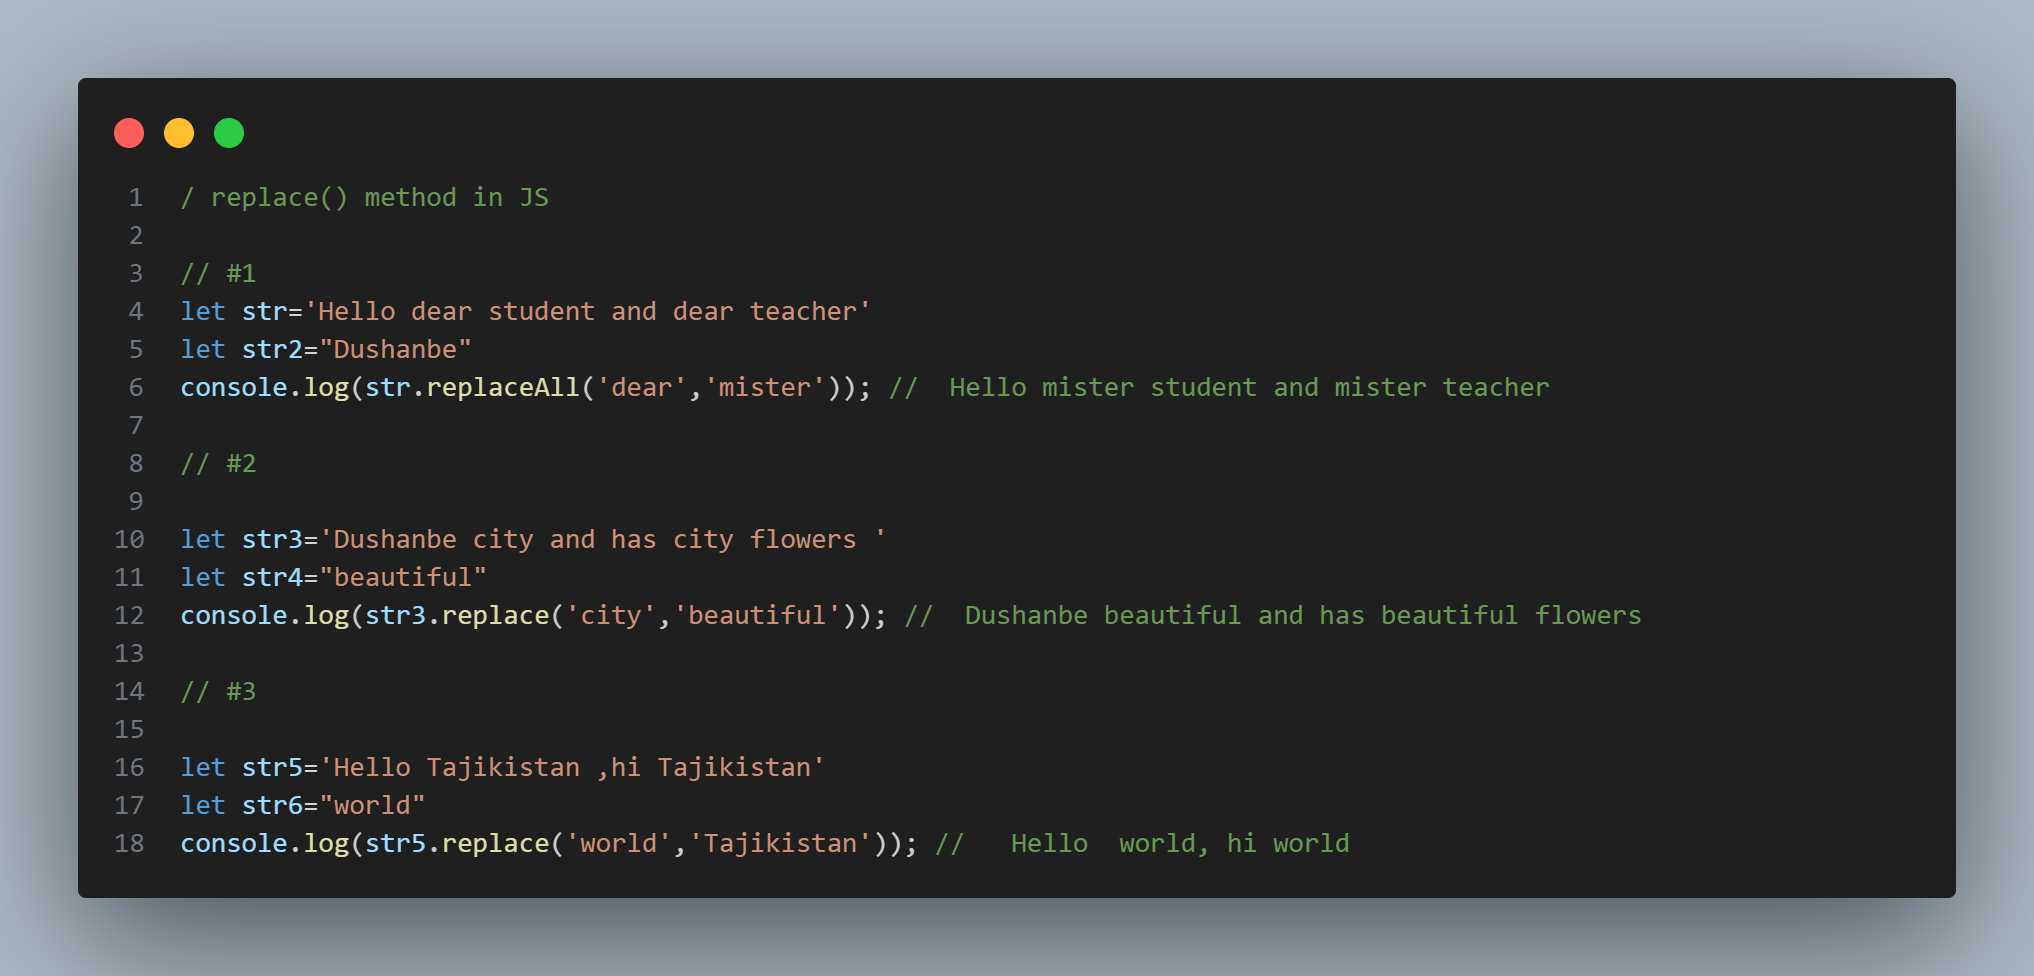 1 / replace() method in JS
2
3 // #1
4 let str='Hello dear student and dear teacher'
5 let str2="Dushanbe"
6 console.log(str.replaceAll('dear','mister')); //  Hello mister student and mister teacher
7
8 // #2
9
10 let str3='Dushanbe city and has city flowers '
11 let str4="beautiful"
12 console.log(str3.replace('city','beautiful')); //  Dushanbe beautiful and has beautiful flowers
13
14 // #3
15
16 let str5='Hello Tajikistan ,hi Tajikistan'
17 let str6="world"
18 console.log(str5.replace('world','Tajikistan')); //   Hello  world, hi world